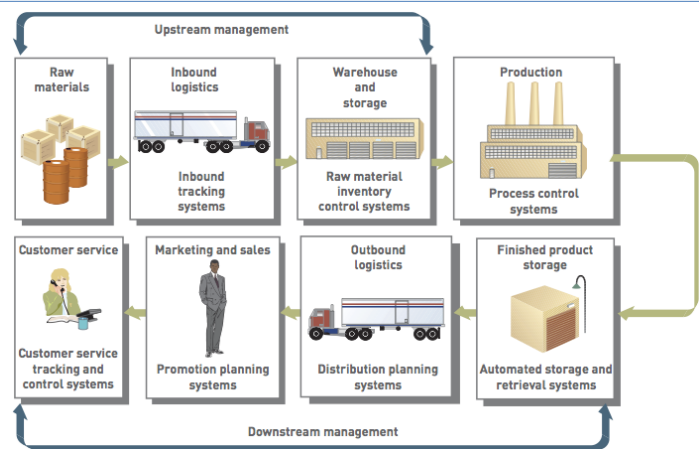 Upstream management
Raw
materials
Inbound
logistics
Inbound
tracking
systems
Warehouse
and
storage
Raw material
inventory
control systems
Production
Process control
systems
Finished product
storage
Automated storage and
retrieval systems
Outbound
logistics
Distribution planning
systems
Marketing and sales
Promotion planning
systems
Customer service
Customer service
tracking and
control systems
Downstream management